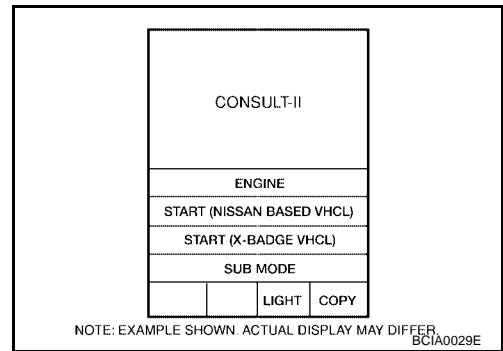 CONSULT-II
ENGINE
START (NISSAN BASED VHCL)
START (X-BADGE VHCL)
SUB MODE
LIGHT COPY
NOTE: EXAMPLE SHOWN. ACTUAL DISPLAY MAY DIFFER.
BCIA0029E